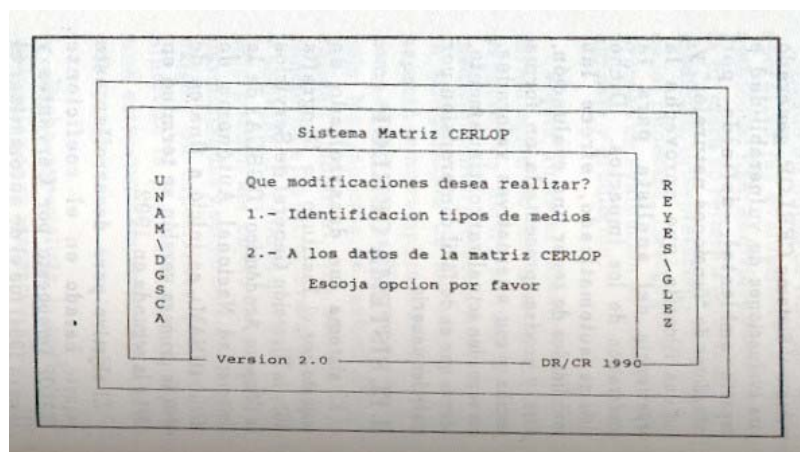 Sistema Matriz CERLOP
UNAM\DGSCA
Que modificaciones desea realizar?
1.- Identificacion tipos de medios
2.- A los datos de la matriz CERLOP
Escoja opcion por favor
REYES\GLEZ
Version 2.0
DR/CR 1990